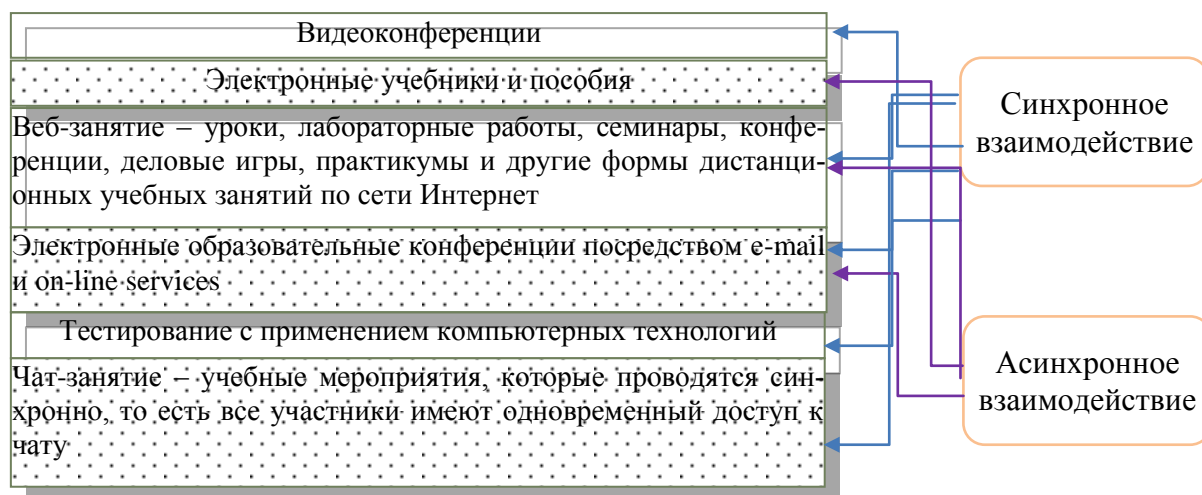 Видеоконференции
Электронные учебники и пособия
Веб-занятие – уроки, лабораторные работы, семинары, конфе-
ренции, деловые игры, практикумы и другие формы дистанци-
онных учебных занятий по сети Интернет
Электронные образовательные конференции посредством e-mail
и on-line services
Тестирование с применением компьютерных технологий
Чат-занятие – учебные мероприятия, которые проводятся син-
хронно, то есть все участники имеют одновременный доступ к
чату
Синхронное
взаимодействие
Асинхронное
взаимодействие